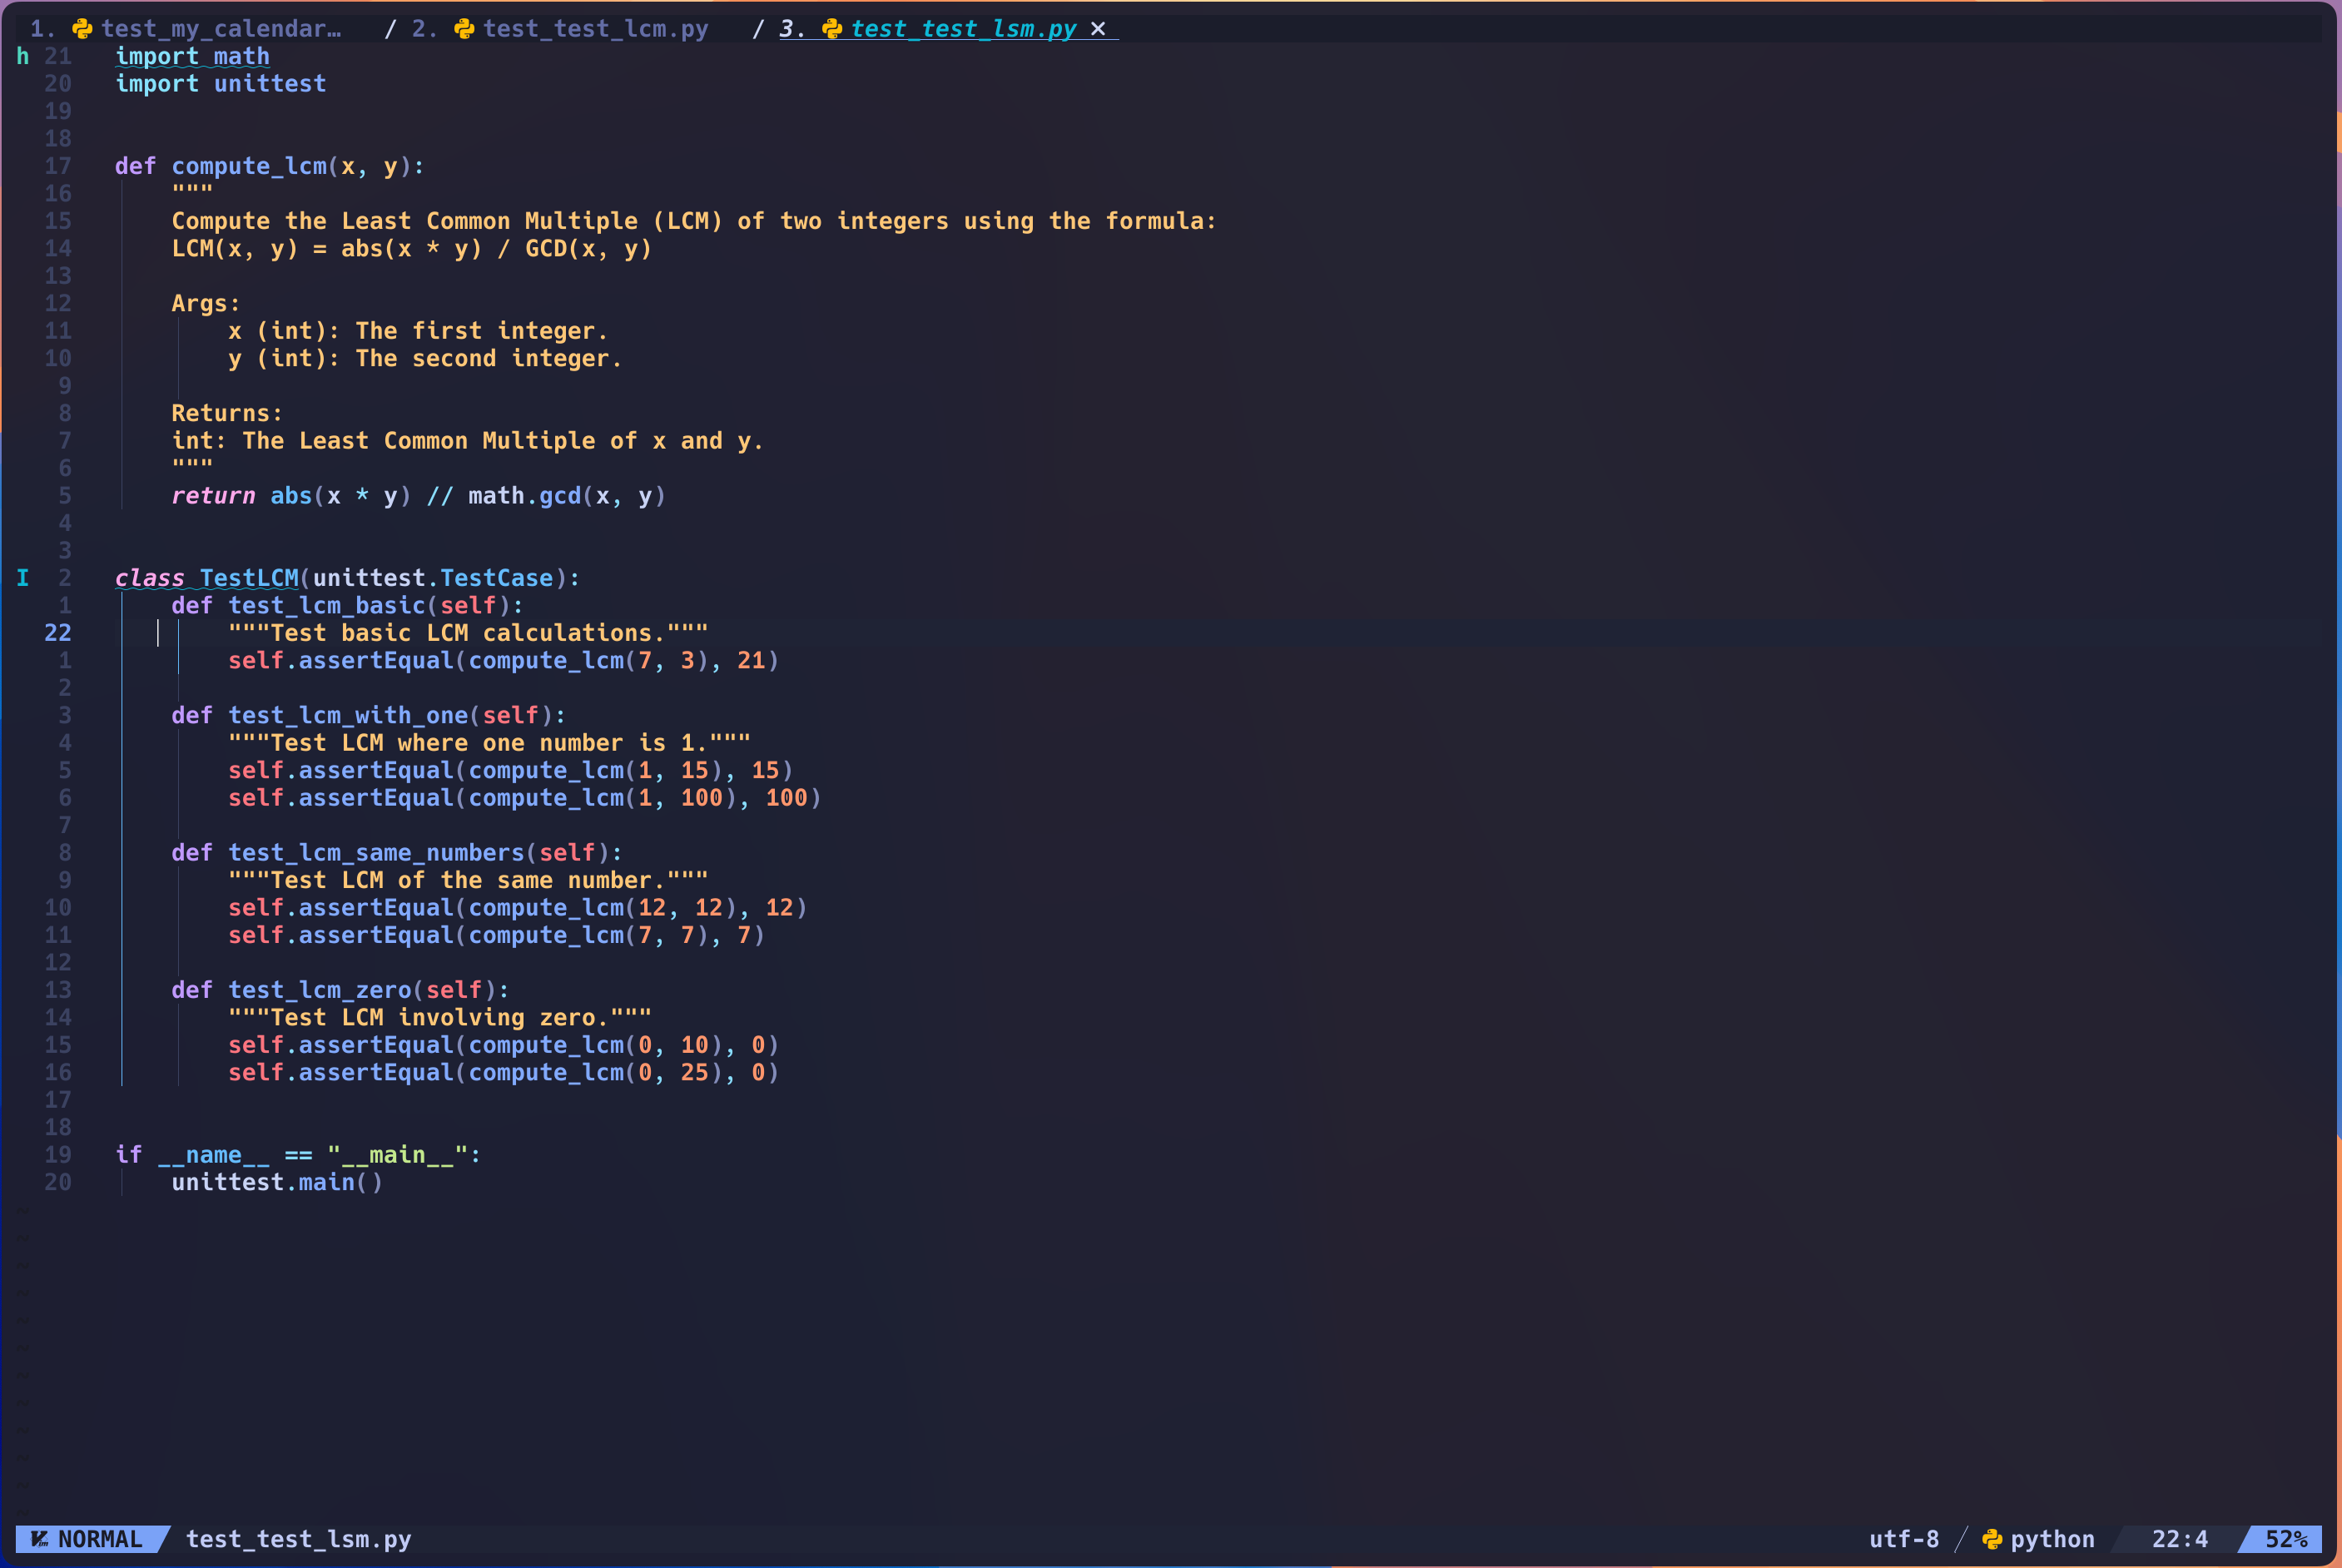 1. test_my_calendar… / 2. test_test_lcm.py / 3. test_test_lsm.py ✕
h 21 import math
20 import unittest
19
18
17 def compute_lcm(x, y):
16     """
15     Compute the Least Common Multiple (LCM) of two integers using the formula:
14     LCM(x, y) = abs(x * y) / GCD(x, y)
13
12     Args:
11         x (int): The first integer.
10         y (int): The second integer.
9
8     Returns:
7     int: The Least Common Multiple of x and y.
6     """
5     return abs(x * y) // math.gcd(x, y)
4
3
I 2 class TestLCM(unittest.TestCase):
1     def test_lcm_basic(self):
22         """Test basic LCM calculations."""
1         self.assertEqual(compute_lcm(7, 3), 21)
2
3     def test_lcm_with_one(self):
4         """Test LCM where one number is 1."""
5         self.assertEqual(compute_lcm(1, 15), 15)
6         self.assertEqual(compute_lcm(1, 100), 100)
7
8     def test_lcm_same_numbers(self):
9         """Test LCM of the same number."""
10         self.assertEqual(compute_lcm(12, 12), 12)
11         self.assertEqual(compute_lcm(7, 7), 7)
12
13     def test_lcm_zero(self):
14         """Test LCM involving zero."""
15         self.assertEqual(compute_lcm(0, 10), 0)
16         self.assertEqual(compute_lcm(0, 25), 0)
17
18
19 if __name__ == "__main__":
20     unittest.main()
~
~
~
~
~
~
~
~
~
~
~
~
NORMAL test_test_lsm.py utf-8 / python 22:4 52%